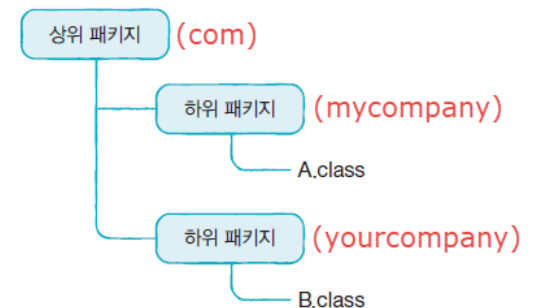 상위 패키지 (com)
하위 패키지 (mycompany)
A.class
하위 패키지 (yourcompany)
B.class